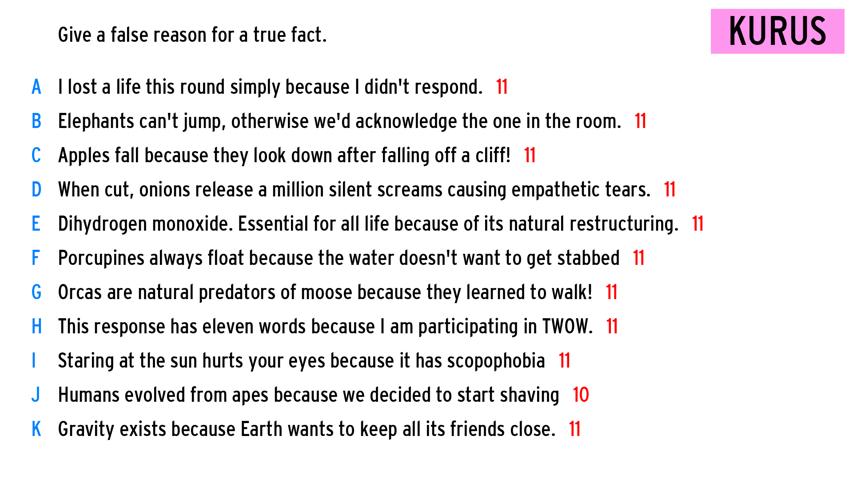 Give a false reason for a true fact.
KURUS
A I lost a life this round simply because I didn't respond. 11
B Elephants can't jump, otherwise we'd acknowledge the one in the room. 11
C Apples fall because they look down after falling off a cliff! 11
D When cut, onions release a million silent screams causing empathetic tears. 11
E Dihydrogen monoxide. Essential for all life because of its natural restructuring. 11
F Porcupines always float because the water doesn't want to get stabbed 11
G Orcas are natural predators of moose because they learned to walk! 11
H This response has eleven words because I am participating in TWOW. 11
I Staring at the sun hurts your eyes because it has scopophobia 11
J Humans evolved from apes because we decided to start shaving 10
K Gravity exists because Earth wants to keep all its friends close. 11